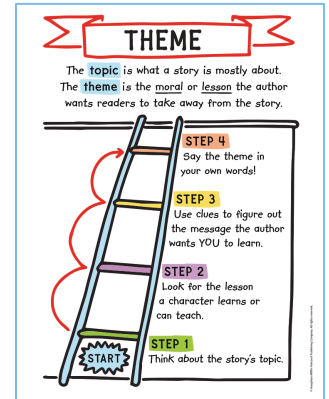 THEME
The topic is what a story is mostly about.
The theme is the moral or lesson the author
wants readers to take away from the story.
STEP 4
Say the theme in
your own words!
STEP 3
Use clues to figure out
the message the author
wants YOU to learn.
STEP 2
Look for the lesson
a character learns or
can teach.
STEP 1
Think about the story's topic.
START